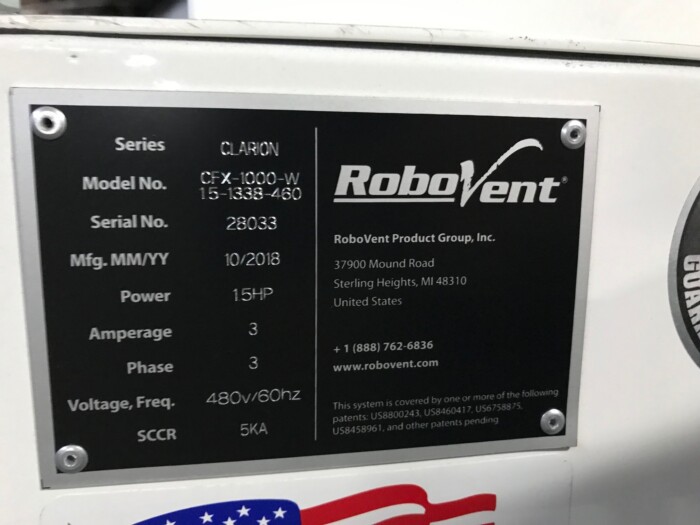 Series CLARION
Model No. CFX-1000-W
15-1338-460
Serial No. 28033
Mfg. MM/YY 10/2018
Power 1.5HP
Amperage 3
Phase 3
Voltage, Freq. 480v/60hz
SCCR 5KA
RoboVent®
RoboVent Product Group, Inc.
37900 Mound Road
Sterling Heights, MI 48310
United States
+ 1 (888) 762-6836
www.robovent.com
This system is covered by one or more of the following
patents: US8800243, US8460417, US6758875,
US8458961, and other patents pending